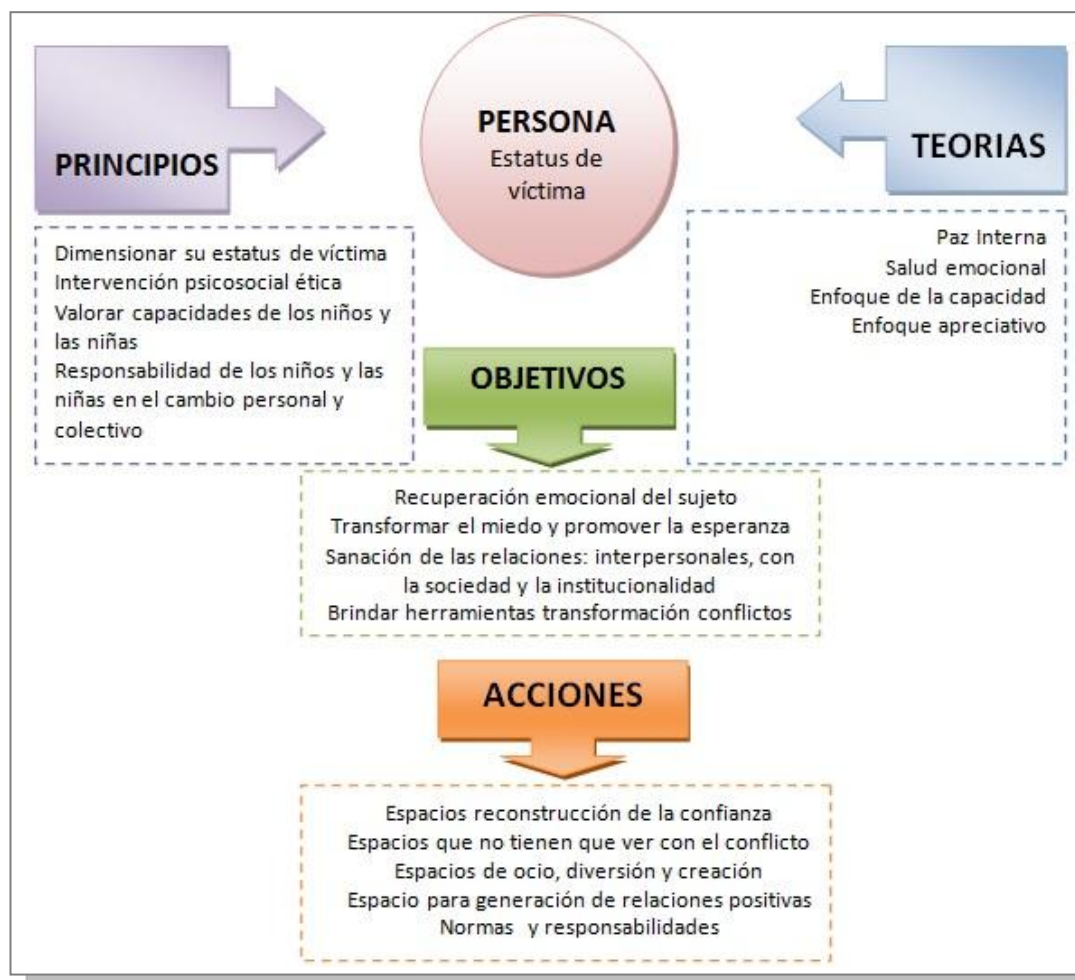 PRINCIPIOS
Dimensionar su estatus de víctima
Intervención psicosocial ética
Valorar capacidades de los niños y
las niñas
Responsabilidad de los niños y las
niñas en el cambio personal y
colectivo
PERSONA
Estatus de
víctima
TEORIAS
Paz Interna
Salud emocional
Enfoque de la capacidad
Enfoque apreciativo
OBJETIVOS
Recuperación emocional del sujeto
Transformar el miedo y promover la esperanza
Sanación de las relaciones: interpersonales, con
la sociedad y la institucionalidad
Brindar herramientas transformación conflictos
ACCIONES
Espacios reconstrucción de la confianza
Espacios que no tienen que ver con el conflicto
Espacios de ocio, diversión y creación
Espacio para generación de relaciones positivas
Normas y responsabilidades